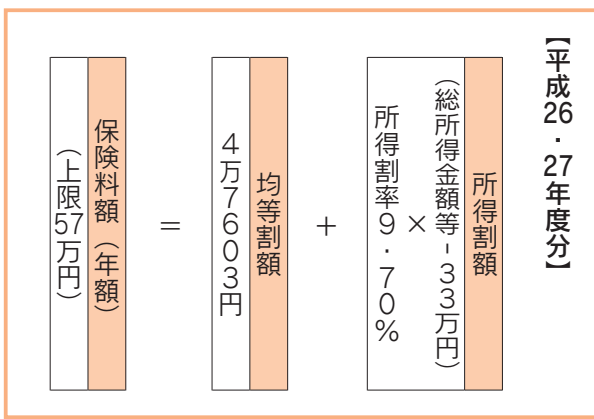 【平成26・27年度分】
所得割額
(総所得金額等-33万円)
×
所得割率9・70%
+
均等割額
4万7603円
=
保険料額(年額)
(上限57万円)